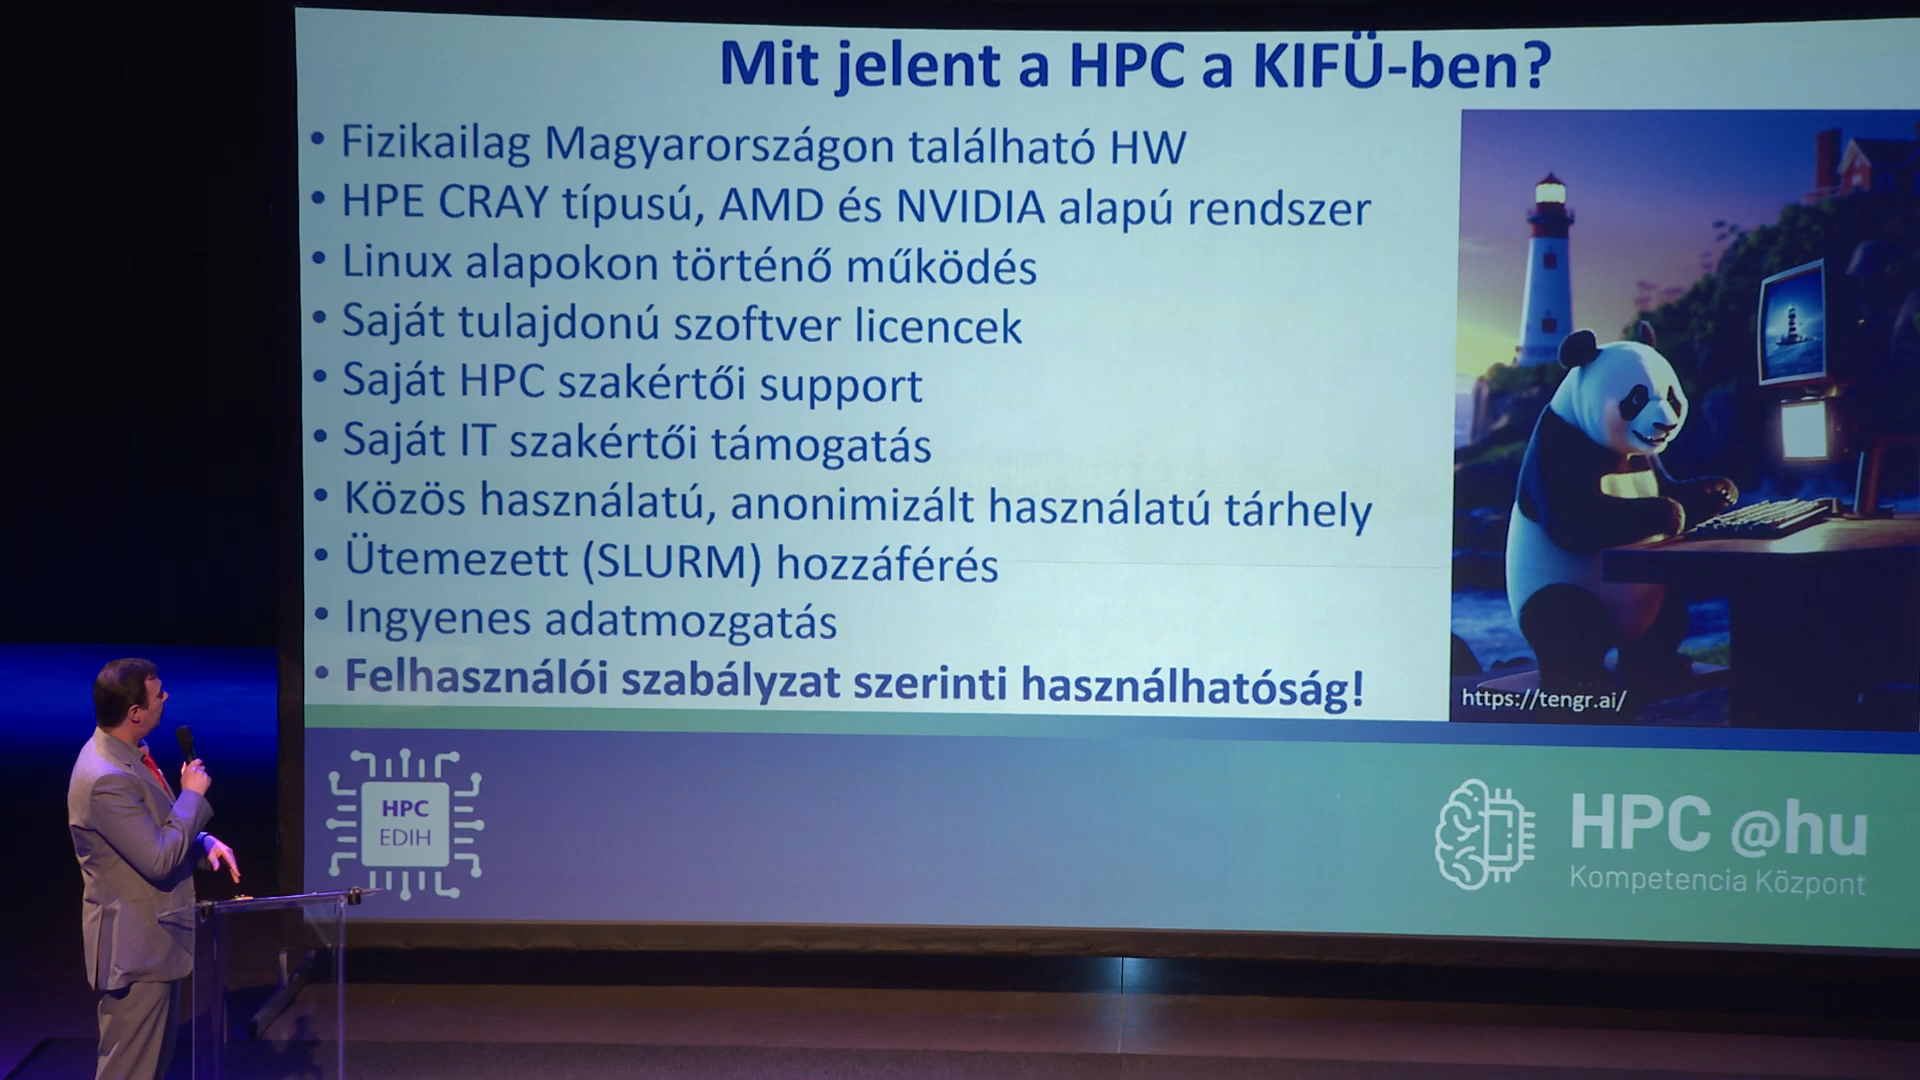 Mit jelent a HPC a KIFÜ-ben?
• Fizikailag Magyarországon található HW
• HPE CRAY típusú, AMD és NVIDIA alapú rendszer
• Linux alapokon történő működés
• Saját tulajdonú szoftver licencek
• Saját HPC szakértői support
• Saját IT szakértői támogatás
• Közös használatú, anonimizált használatú tárhely
• Ütemezett (SLURM) hozzáférés
• Ingyenes adatmozgatás
• Felhasználói szabályzat szerinti használhatóság!
https://tengr.ai/
HPC
EDIH
HPC @hu
Kompetencia Központ